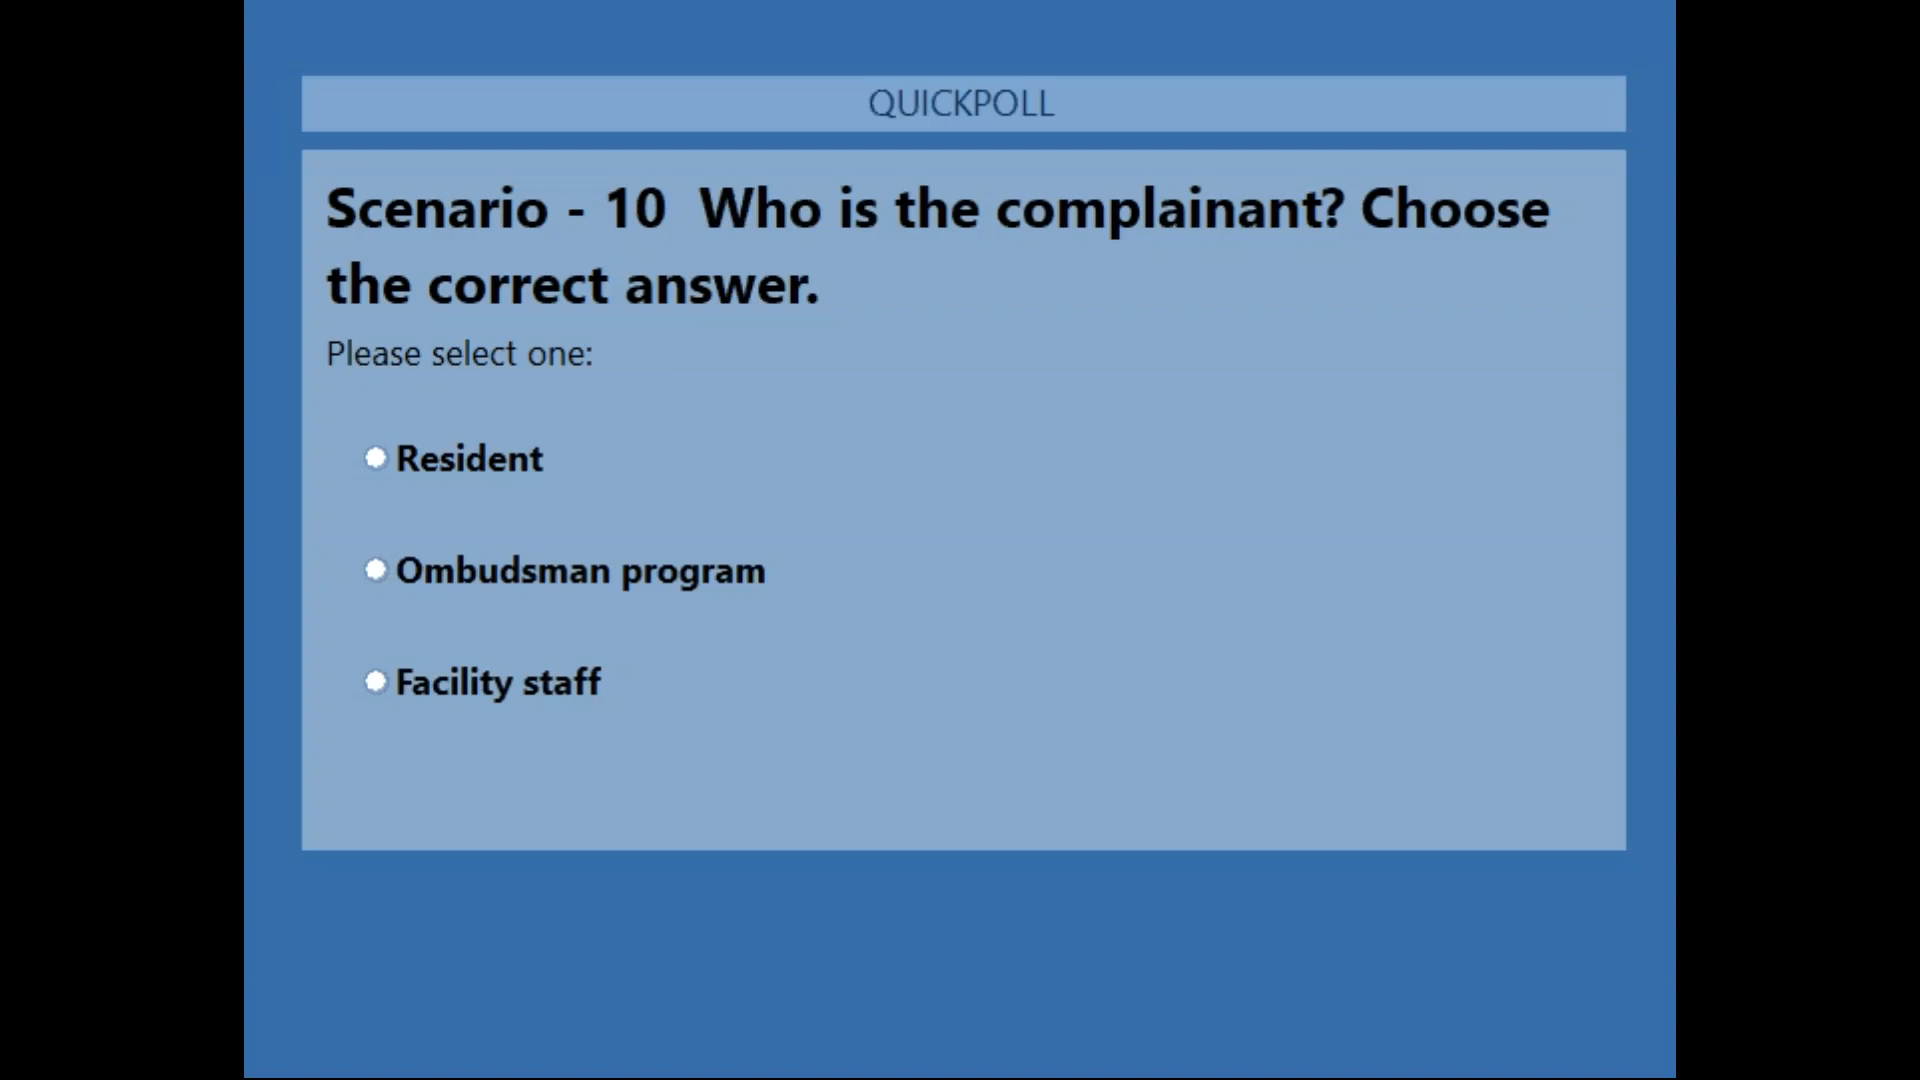 QUICKPOLL
Scenario - 10  Who is the complainant? Choose
the correct answer.
Please select one:
Resident
Ombudsman program
Facility staff